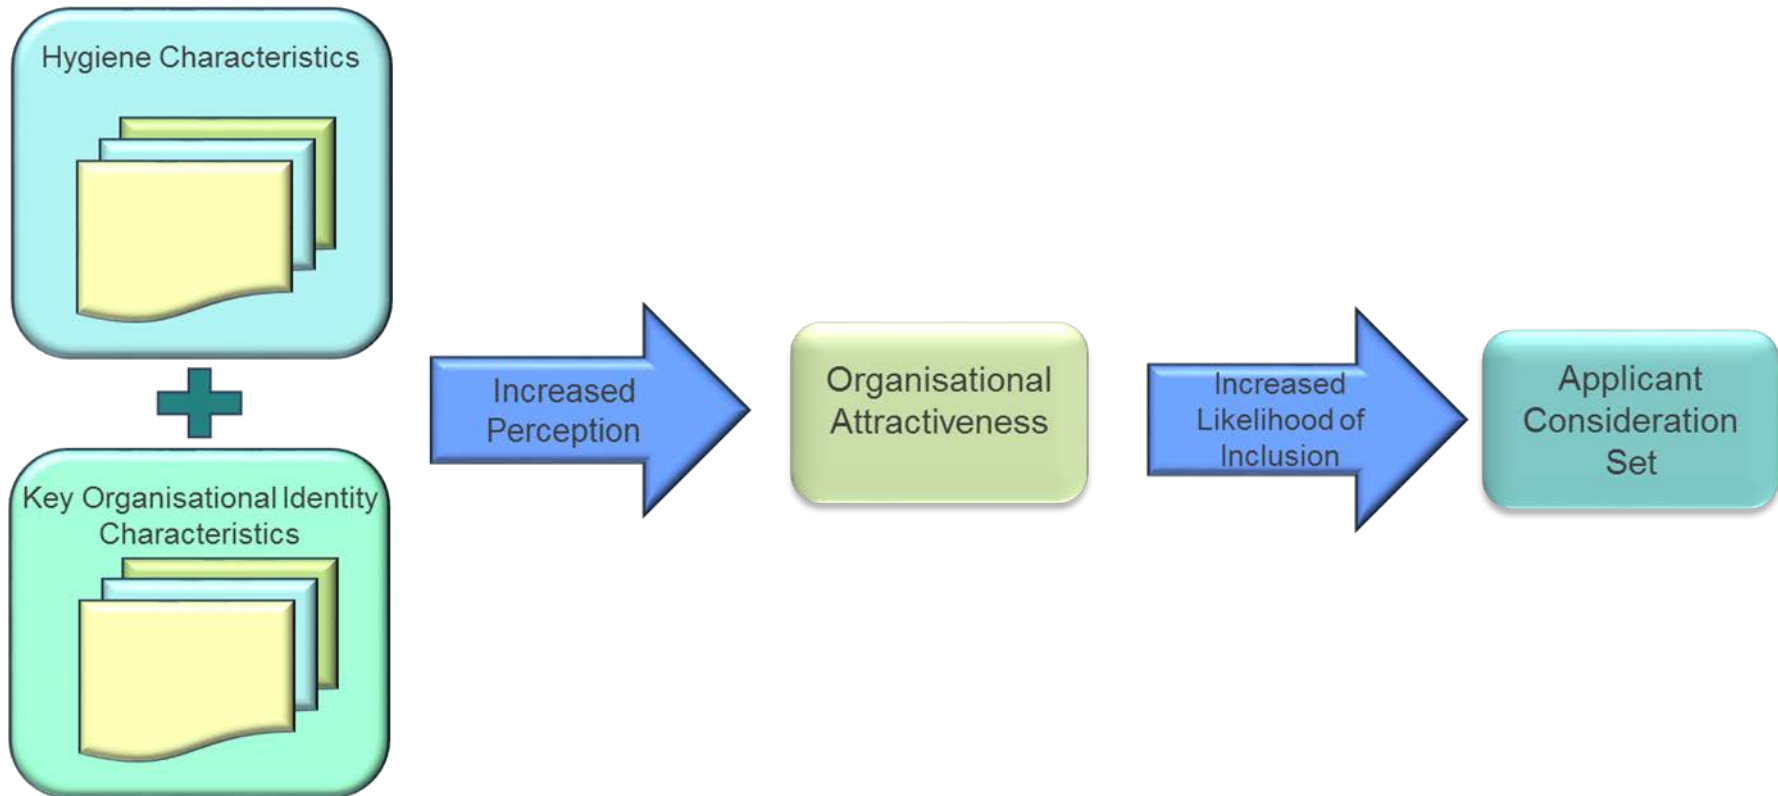 Hygiene Characteristics
Key Organisational Identity
Characteristics
Increased
Perception
Organisational
Attractiveness
Increased
Likelihood of
Inclusion
Applicant
Consideration
Set